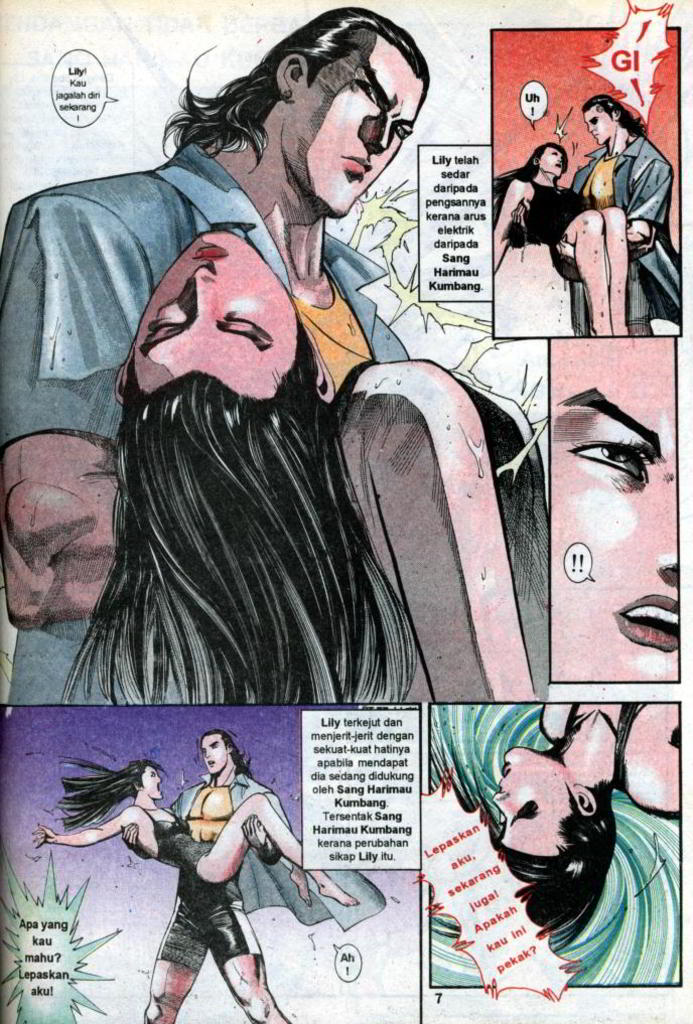 Lily!
Kau
jagalah diri
sekarang
!
GI
!
Uh
!
Lily telah
sedar
daripada
pengsannya
kerana arus
elektrik
daripada
Sang
Harimau
Kumbang.
!!
Lily terkejut dan
menjerit-jerit dengan
sekuat-kuat hatinya
apabila mendapat
dia sedang didukung
oleh Sang Harimau
Kumbang.
Tersentak Sang
Harimau Kumbang
kerana perubahan
sikap Lily itu.
Apa yang
kau
mahu?
Lepaskan
aku!
Ah
!
Lepaskan
aku,
sekarang
juga!
Apakah
kau ini
pekak?
7